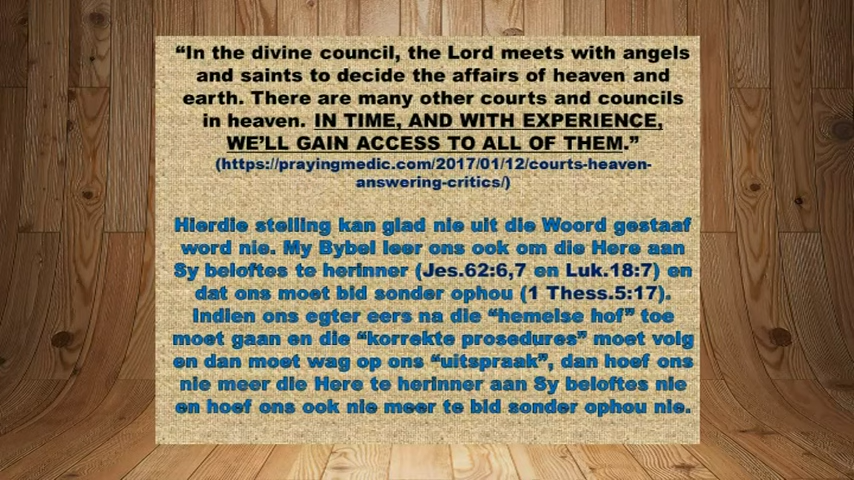 “In the divine council, the Lord meets with angels
and saints to decide the affairs of heaven and
earth. There are many other courts and councils
in heaven. IN TIME, AND WITH EXPERIENCE,
WE’LL GAIN ACCESS TO ALL OF THEM.”
(https://prayingmedic.com/2017/01/12/courts-heaven-
answering-critics/)
Hierdie stelling kan glad nie uit die Woord gestaaf
word nie. My Bybel leer ons ook om die Here aan
Sy beloftes te herinner (Jes.62:6,7 en Luk.18:7) en
dat ons moet bid sonder ophou (1 Thess.5:17).
Indien ons egter eers na die “hemelse hof” toe
moet gaan en die “korrekte prosedures” moet volg
en dan moet wag op ons “uitspraak”, dan hoef ons
nie meer die Here te herinner aan Sy beloftes nie
en hoef ons ook nie meer te bid sonder ophou nie.